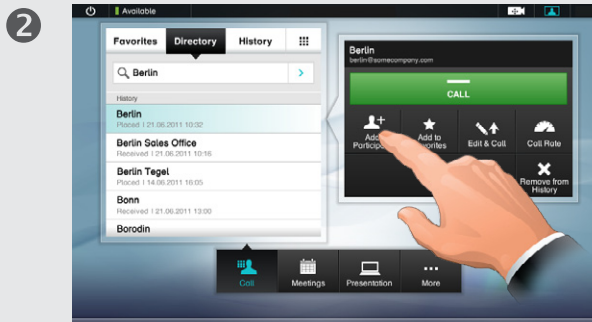 2
Available
Favorites Directory History
Berlin
History
Berlin
Placed | 21.06.2011 10:32
Berlin Sales Office
Received | 21.06.2011 10:16
Berlin Tegel
Placed | 14.06.2011 16:05
Bonn
Received | 21.06.2011 13:00
Borodin
Berlin
berlin@somecompany.com
CALL
Add
Add to
Edit & Call
Call Rate
Remove from
History
Call
Meetings
Presentation
More